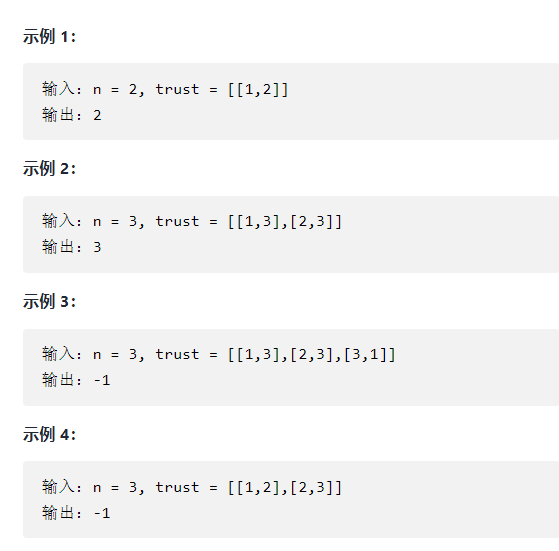 示例 1：
输入：n = 2, trust = [[1,2]]
输出：2
示例 2：
输入：n = 3, trust = [[1,3],[2,3]]
输出：3
示例 3：
输入：n = 3, trust = [[1,3],[2,3],[3,1]]
输出：-1
示例 4：
输入：n = 3, trust = [[1,2],[2,3]]
输出：-1